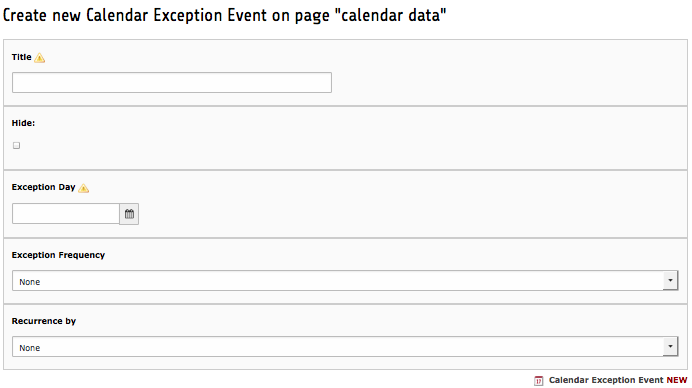 Create new Calendar Exception Event on page "calendar data"
Title
Hide:
Exception Day
Exception Frequency
None
Recurrence by
None
17 Calendar Exception Event NEW